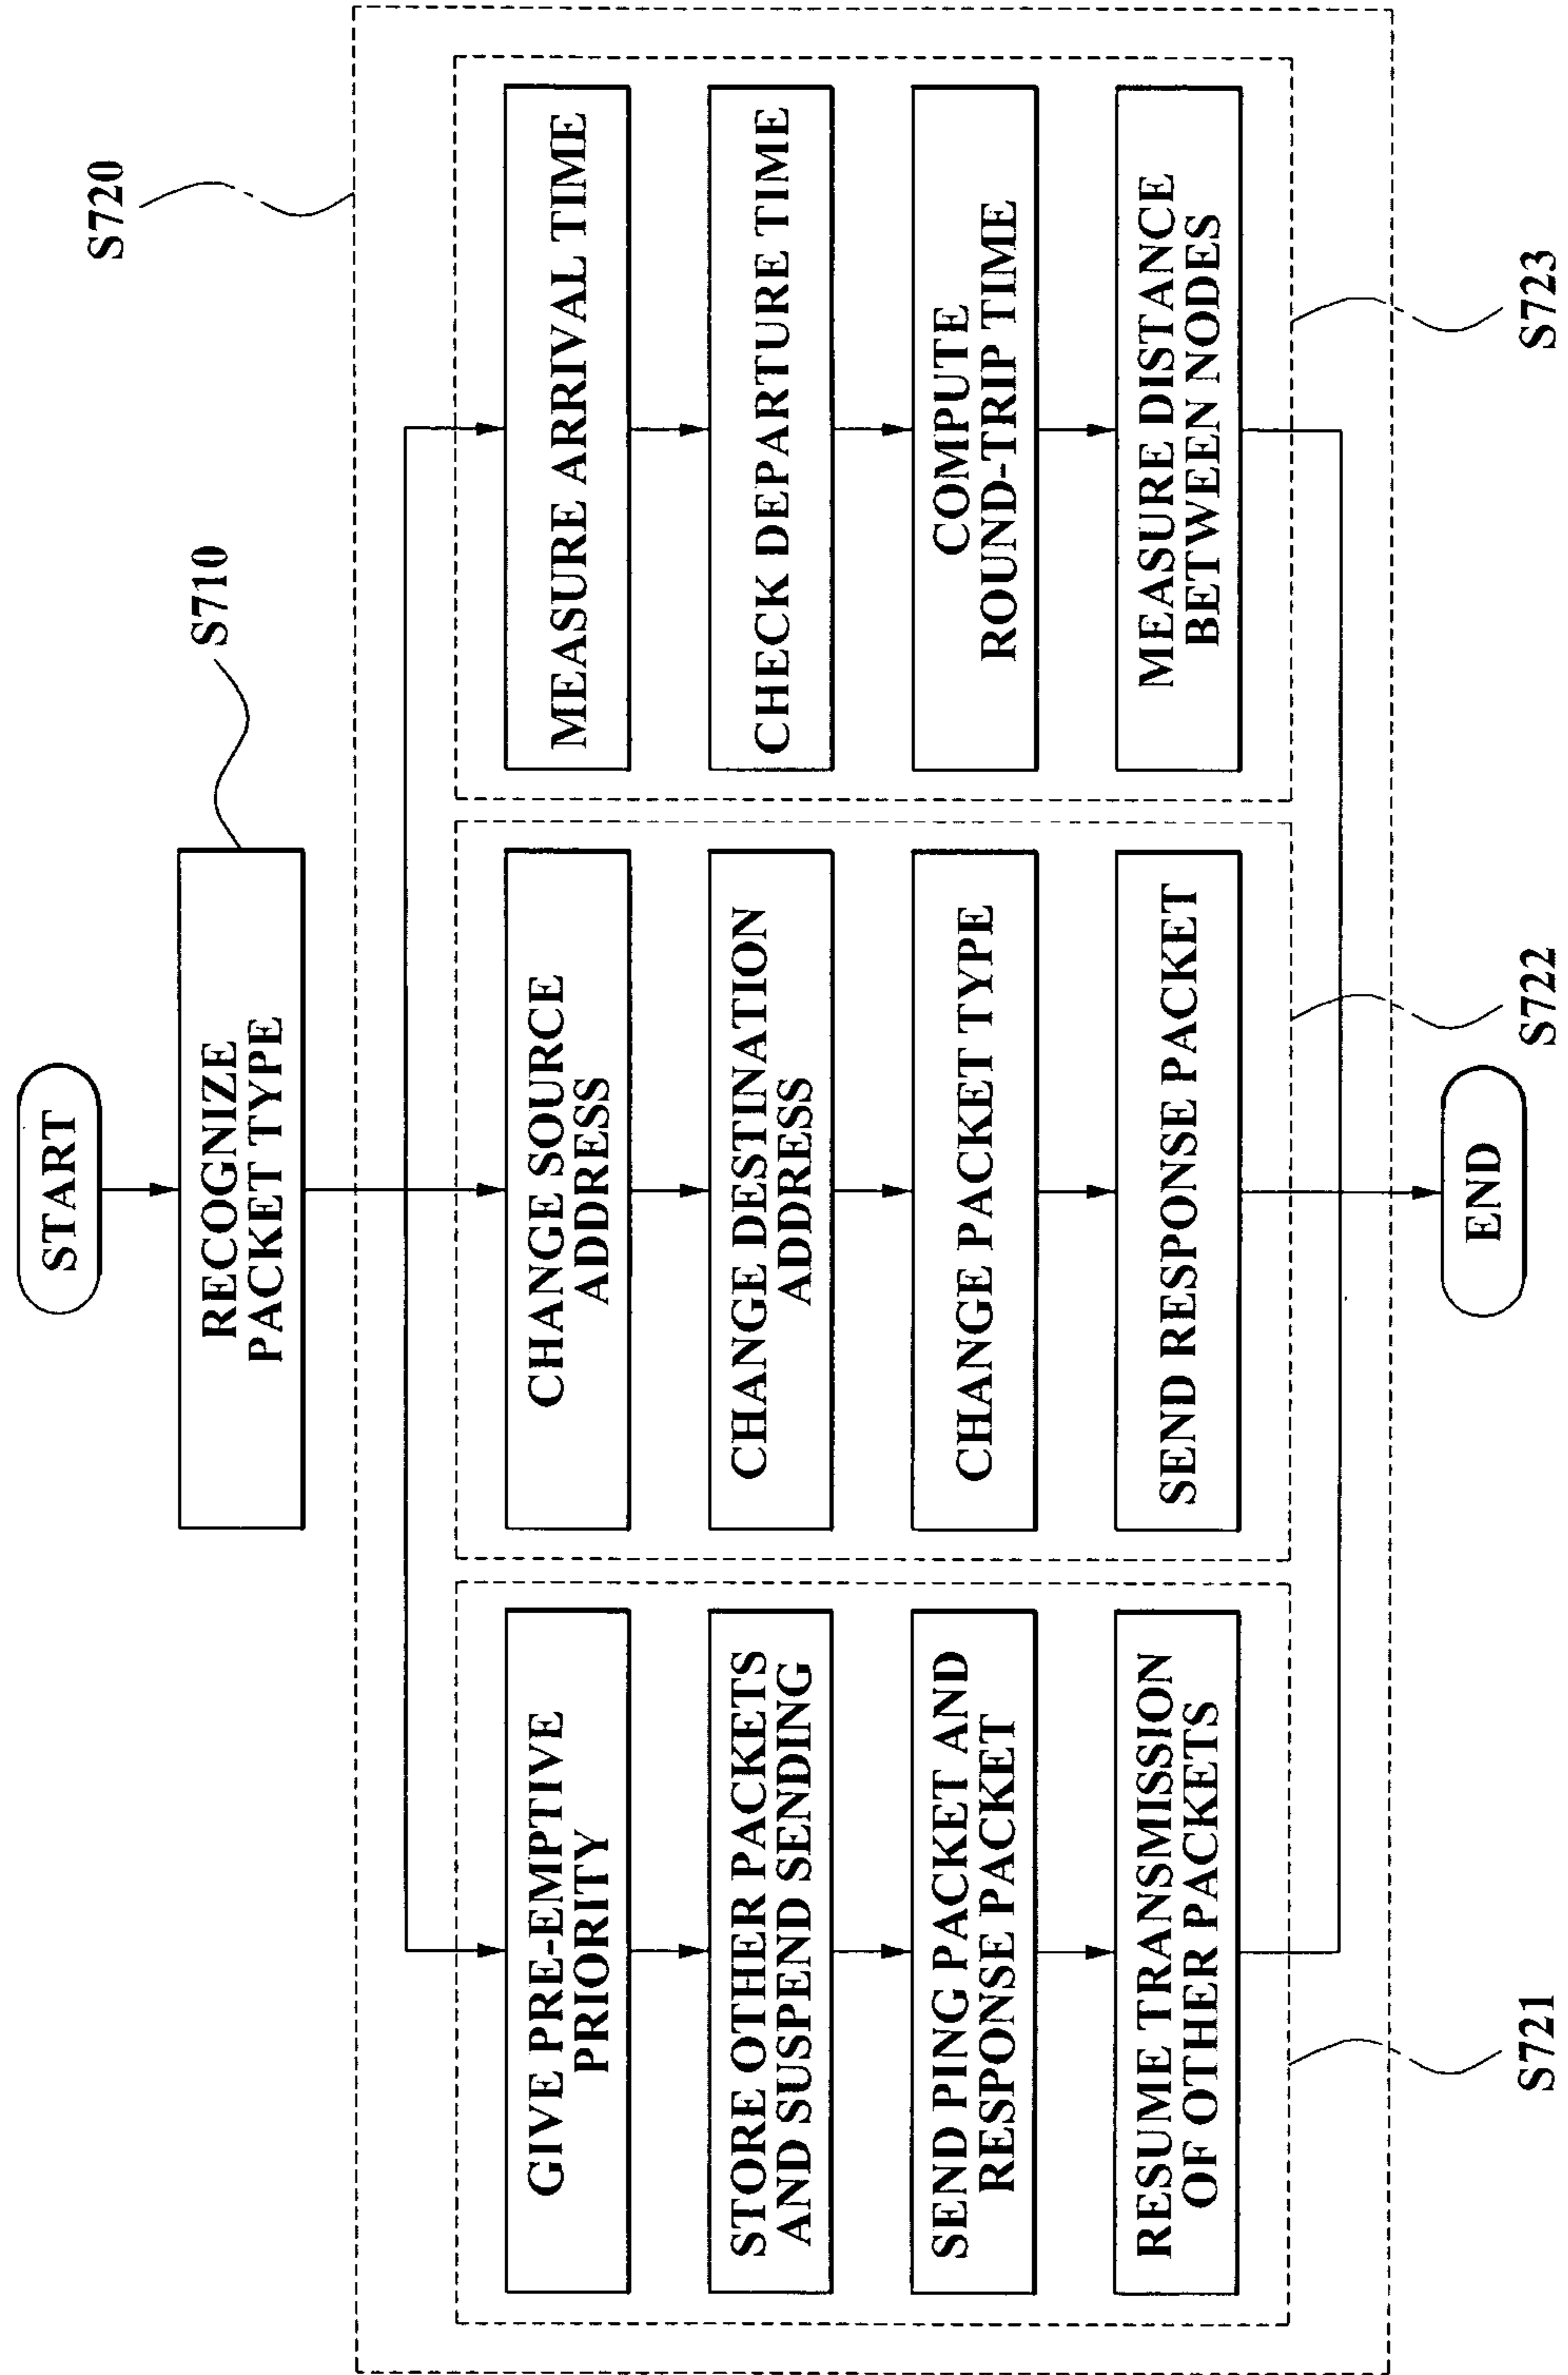 START
RECOGNIZE
PACKET TYPE
S710
S720
GIVE PRE-EMPTIVE
PRIORITY
STORE OTHER PACKETS
AND SUSPEND SENDING
SEND PING PACKET AND
RESPONSE PACKET
RESUME TRANSMISSION
OF OTHER PACKETS
S721
CHANGE SOURCE
ADDRESS
CHANGE DESTINATION
ADDRESS
CHANGE PACKET TYPE
SEND RESPONSE PACKET
S722
MEASURE ARRIVAL TIME
CHECK DEPARTURE TIME
COMPUTE
ROUND-TRIP TIME
MEASURE DISTANCE
BETWEEN NODES
S723
END